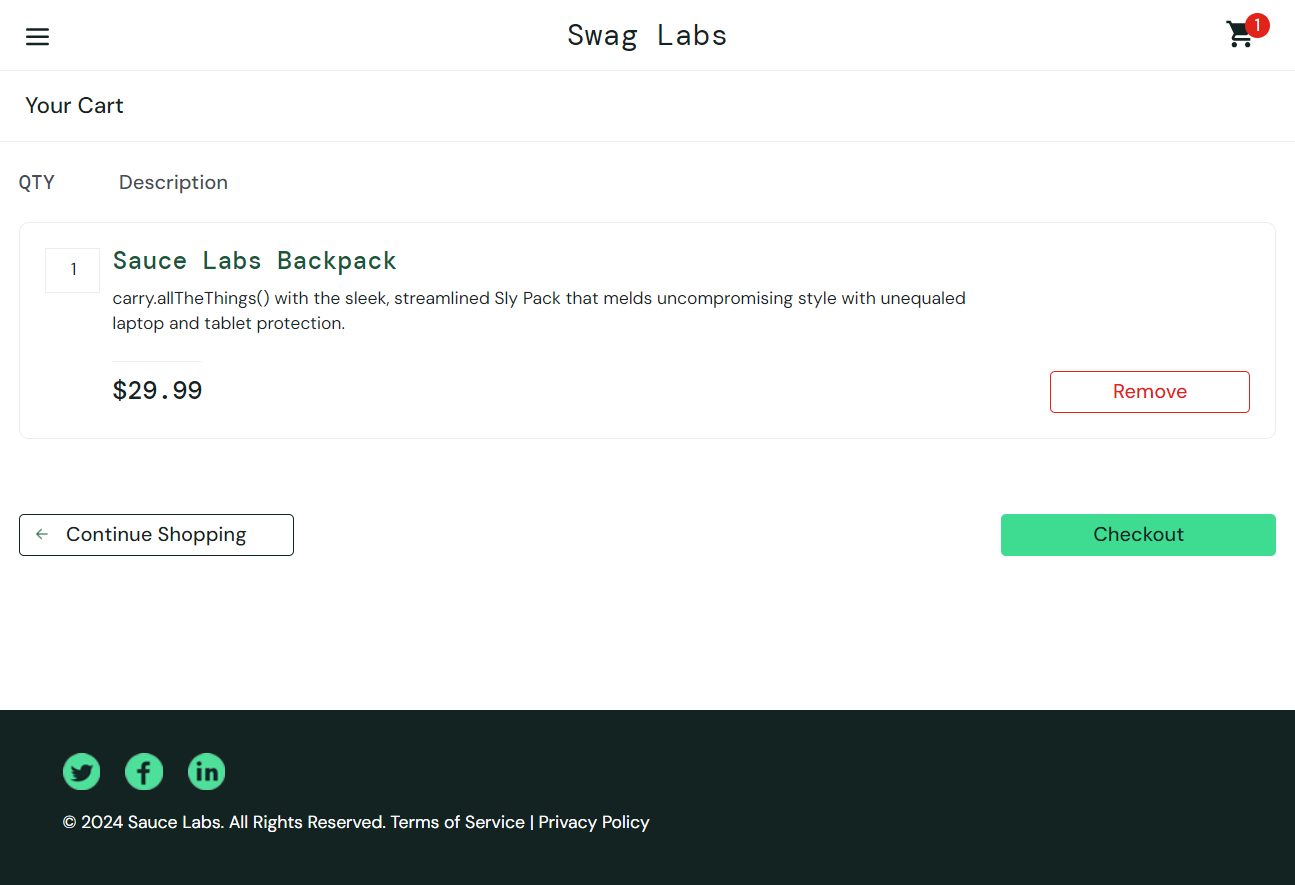 Swag Labs
1
Your Cart
QTY Description
1
Sauce Labs Backpack
carry.allTheThings() with the sleek, streamlined Sly Pack that melds uncompromising style with unequaled
laptop and tablet protection.
$29.99
Remove
Continue Shopping
Checkout
© 2024 Sauce Labs. All Rights Reserved. Terms of Service | Privacy Policy